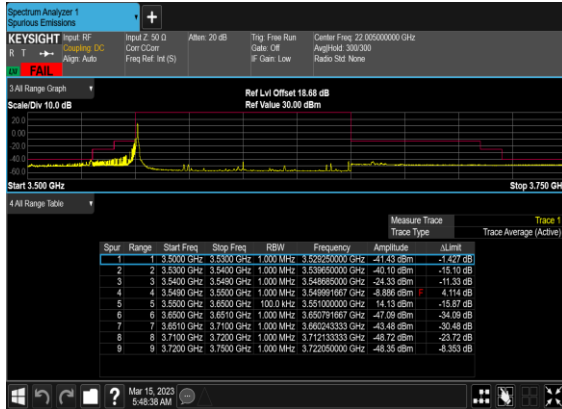 Spectrum Analyzer 1
Spurious Emissions
KEYSIGHT
R T
LU FAIL
Input: RF
Coupling: DC
Align: Auto
Input Z: 50 Ω
Corr CCorr
Freq Ref: Int (S)
Atten: 20 dB
Trig: Free Run
Gate: Off
IF Gain: Low
Center Freq: 22.005000000 GHz
Avg|Hold: 300/300
Radio Std: None
3 All Range Graph
Scale/Div 10.0 dB
Ref Lvl Offset 18.68 dB
Ref Value 30.00 dBm
20.0
0.00
-20.0
-40.0
-60.0
Start 3.500 GHz
Stop 3.750 GH
4 All Range Table
Measure Trace Trace 1
Trace Type Trace Average (Active)
Spur Range Start Freq Stop Freq RBW Frequency Amplitude ΔLimit
1 1 3.5000 GHz 3.5300 GHz 1.000 MHz 3.529250000 GHz -41.43 dBm -1.427 dB
2 2 3.5300 GHz 3.5400 GHz 1.000 MHz 3.539650000 GHz -40.10 dBm -15.10 dB
3 3 3.5400 GHz 3.5490 GHz 1.000 MHz 3.548685000 GHz -24.33 dBm -11.33 dB
4 4 3.5490 GHz 3.5500 GHz 1.000 MHz 3.549991667 GHz -8.886 dBm F 4.114 dB
5 5 3.5500 GHz 3.6500 GHz 100.0 kHz 3.551000000 GHz 14.13 dBm -15.87 dB
6 6 3.6500 GHz 3.6510 GHz 1.000 MHz 3.650791667 GHz -47.09 dBm -34.09 dB
7 7 3.6510 GHz 3.7100 GHz 1.000 MHz 3.660243333 GHz -43.48 dBm -30.48 dB
8 8 3.7100 GHz 3.7200 GHz 1.000 MHz 3.712133333 GHz -48.72 dBm -23.72 dB
9 9 3.7200 GHz 3.7500 GHz 1.000 MHz 3.722050000 GHz -48.35 dBm -8.353 dB
Mar 15, 2023
5:48:38 AM